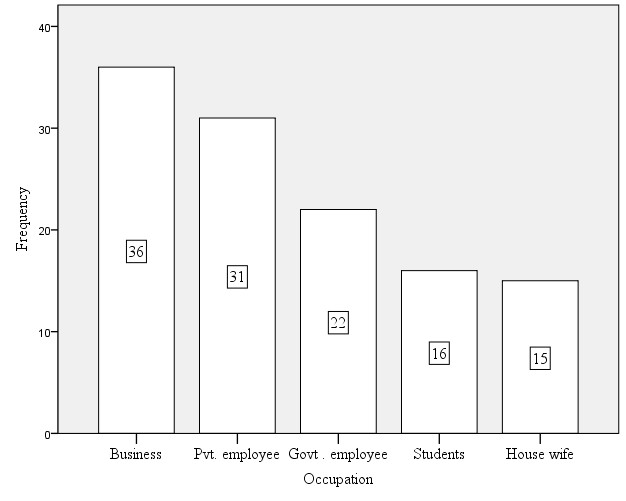 40
30
20
10
0
Frequency
36
31
22
16
15
Business
Pvt. employee
Govt . employee
Students
House wife
Occupation